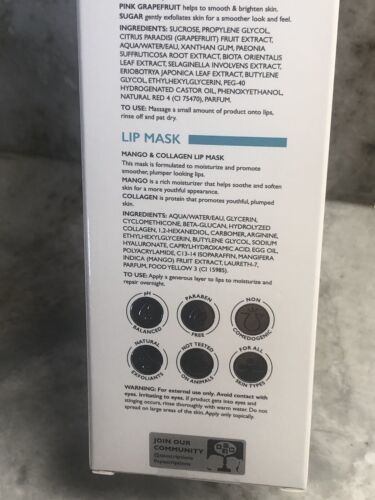 PINK GRAPEFRUIT helps to smooth & brighten skin.
SUGAR gently exfoliates skin for a smoother look and feel.
INGREDIENTS: SUCROSE, PROPYLENE GLYCOL,
CITRUS PARADISI (GRAPEFRUIT) FRUIT EXTRACT,
AQUA/WATER/EAU, XANTHAN GUM, PAEONIA
SUFFRUTICOSA ROOT EXTRACT, BIOTA ORIENTALIS
LEAF EXTRACT, SELAGINELLA INVOLVENS EXTRACT,
ERIOBOTRYA JAPONICA LEAF EXTRACT, BUTYLENE
GLYCOL, ETHYLHEXYLGLYCERIN, PEG-40
HYDROGENATED CASTOR OIL, PHENOXYETHANOL,
NATURAL RED 4 (CI 75470), PARFUM.
TO USE: Massage a small amount of product onto lips,
rinse off and pat dry.
LIP MASK
MANGO & COLLAGEN LIP MASK
This mask is formulated to moisturize and promote
smoother, plumper looking lips.
MANGO is a rich moisturizer that helps soothe and soften
skin for a more youthful appearance.
COLLAGEN is protein that promotes youthful, plumped
skin.
INGREDIENTS: AQUA/WATER/EAU, GLYCERIN,
CYCLOMETHICONE, BETA-GLUCAN, HYDROLYZED
COLLAGEN, 1,2-HEXANEDIOL, CARBOMER, ARGININE,
ETHYLHEXYLGLYCERIN, BUTYLENE GLYCOL, SODIUM
HYALURONATE, CAPRYLHYDROXAMIC ACID, EGG OIL,
POLYACRYLAMIDE, C13-14 ISOPARAFFIN, MANGIFERA
INDICA (MANGO) FRUIT EXTRACT, LAURETH-7,
PARFUM, FOOD YELLOW 3 (CI 15985).
TO USE: Apply a generous layer to lips to moisturize and
repair overnight.
pH BALANCED
PARABEN FREE
NON COMEDOGENIC
NATURAL EXFOLIANTS
NOT TESTED ON ANIMALS
FOR ALL SKIN TYPES
WARNING: For external use only. Avoid contact with
eyes. Irritating to eyes. If product gets into eyes and
stinging occurs, rinse thoroughly with warm water. Do not
spread on large areas of the skin. Apply only topically.
JOIN OUR
COMMUNITY